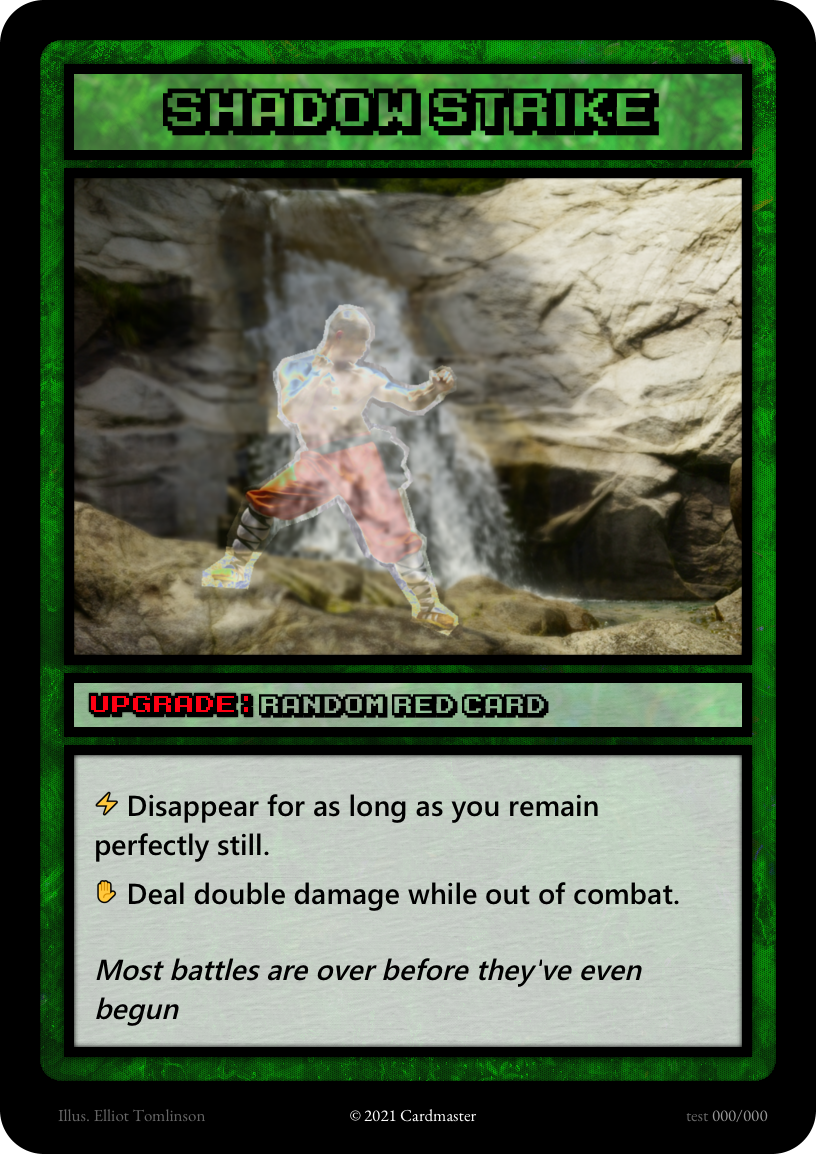 SHADOW STRIKE
UPGRADE: RANDOM RED CARD
⚡ Disappear for as long as you remain
perfectly still.
✋ Deal double damage while out of combat.
Most battles are over before they've even
begun
Illus. Elliot Tomlinson © 2021 Cardmaster test 000/000